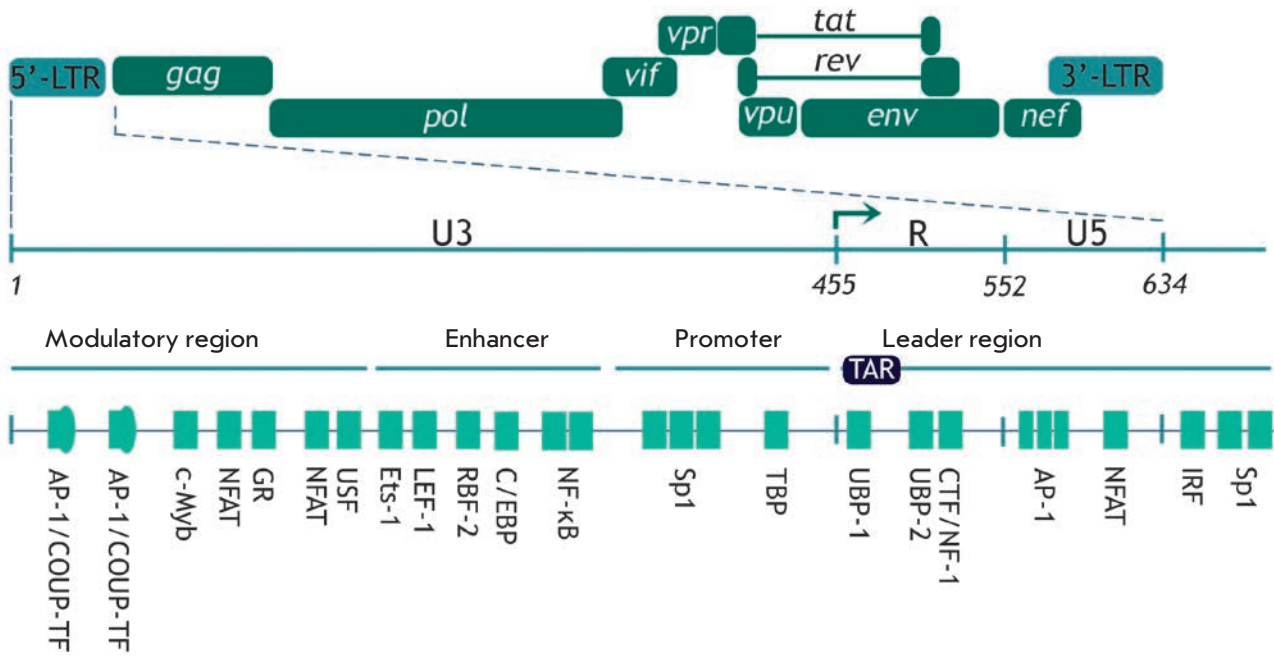 vpr tat
5’-LTR gag vif rev 3’-LTR
pol vpu env nef
U3 R U5
1 455 552 634
Modulatory region Enhancer Promoter Leader region
TAR
AP-1/COUP-TF
AP-1/COUP-TF
c-Myb
NFAT
GR
NFAT
USF
Ets-1
LEF-1
RBF-2
C/EBP
NF-κB
Sp1
TBP
UBP-1
UBP-2
CTF/NF-1
AP-1
NFAT
IRF
Sp1